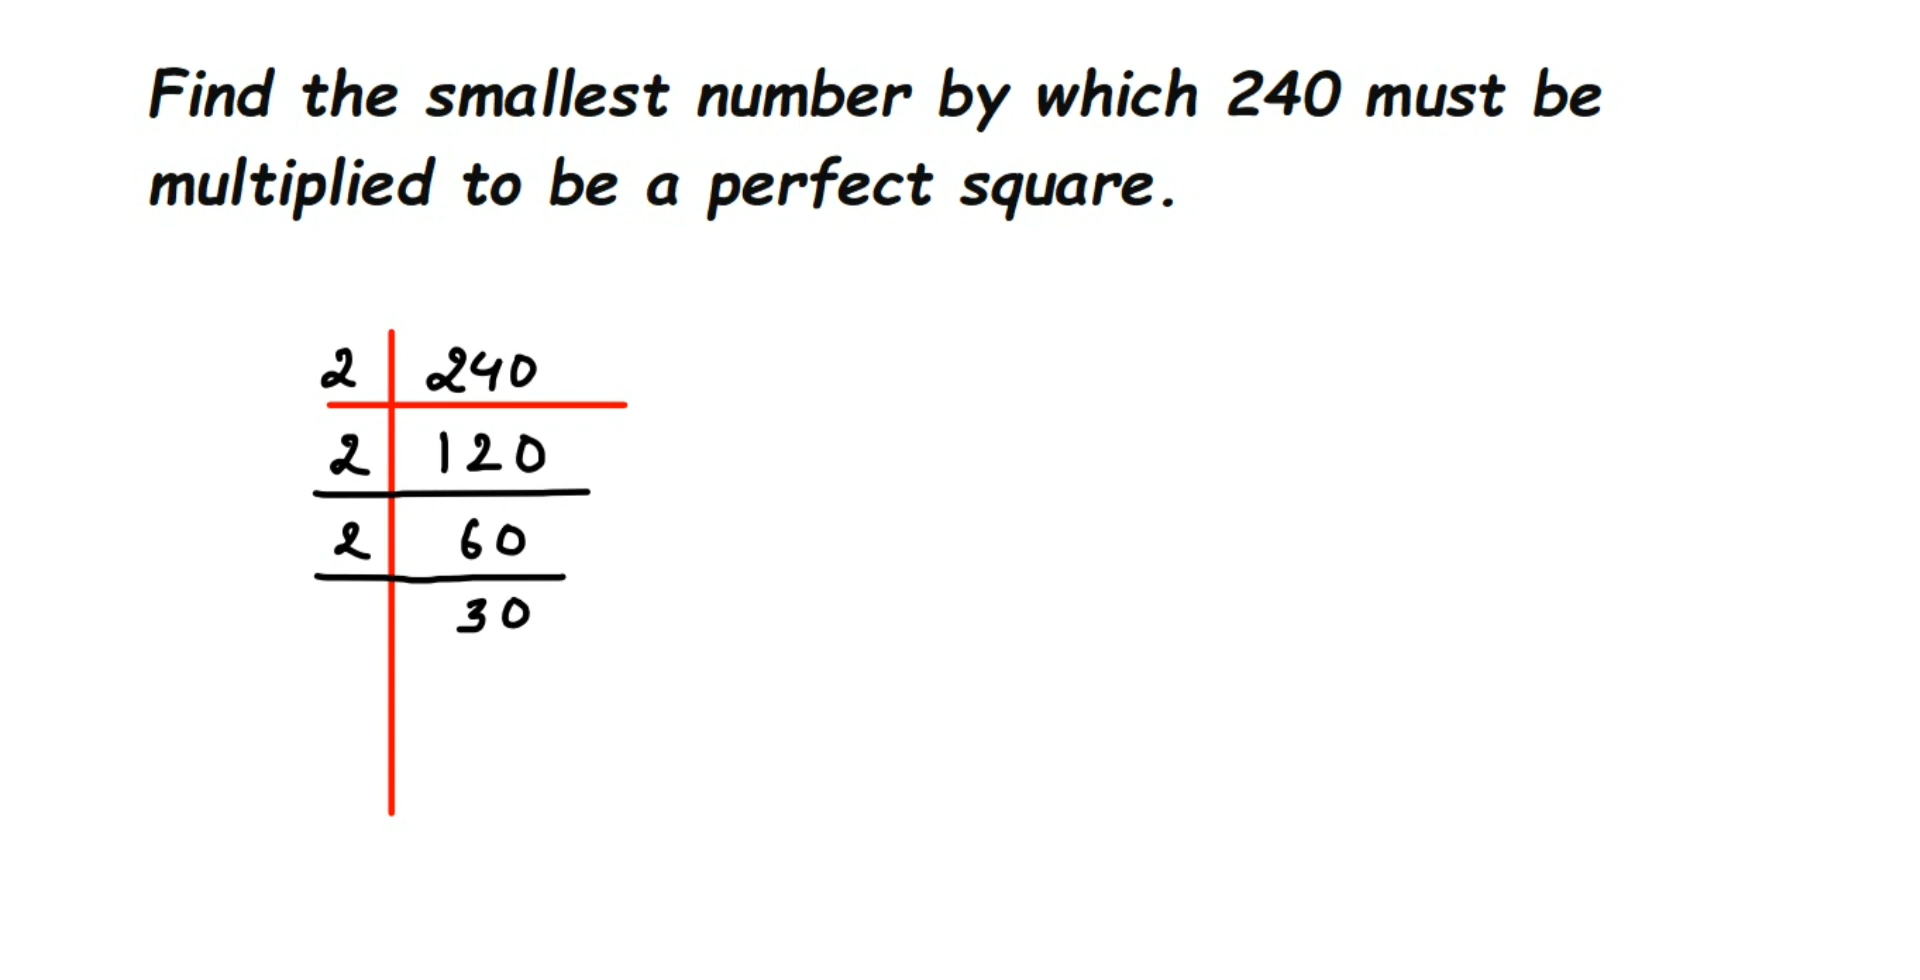 Find the smallest number by which 240 must be
multiplied to be a perfect square.
2 240
2 120
2 60
30